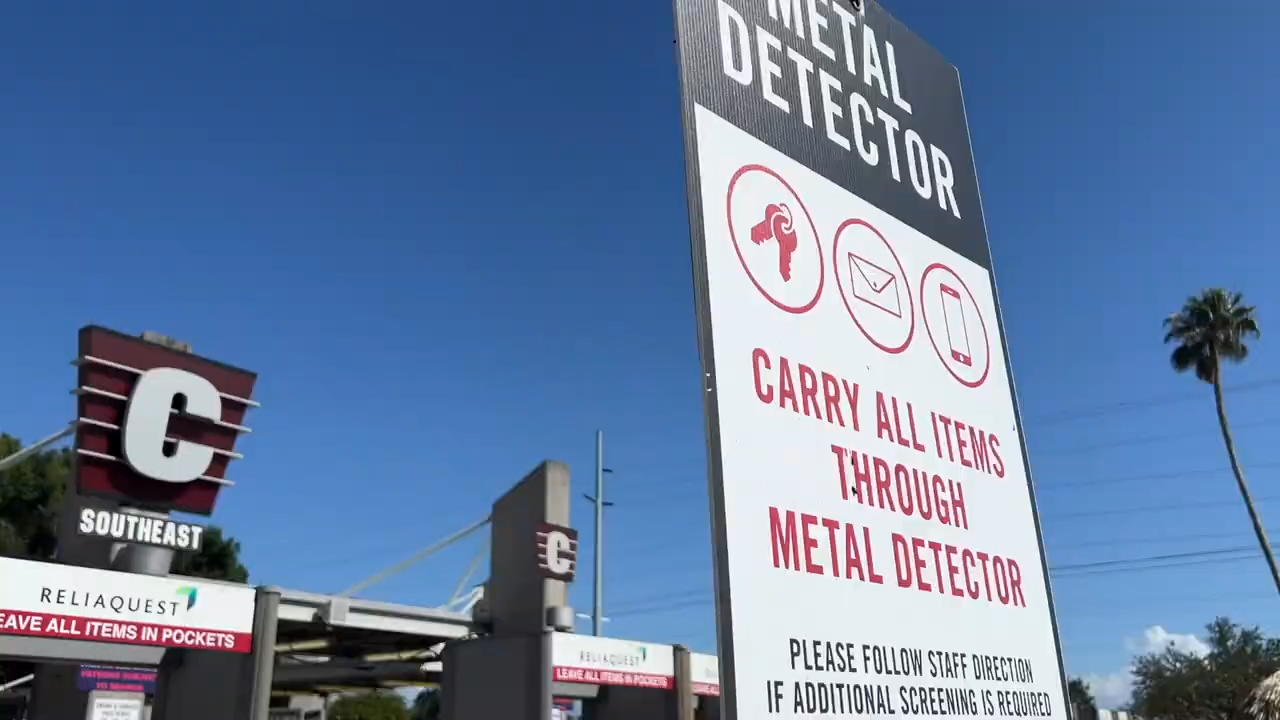 METAL
DETECTOR
CARRY ALL ITEMS
THROUGH
METAL DETECTOR
PLEASE FOLLOW STAFF DIRECTION
IF ADDITIONAL SCREENING IS REQUIRED
C
SOUTHEAST
RELIAQUEST
LEAVE ALL ITEMS IN POCKETS
C
RELIAQUEST
LEAVE ALL ITEMS IN POCKETS